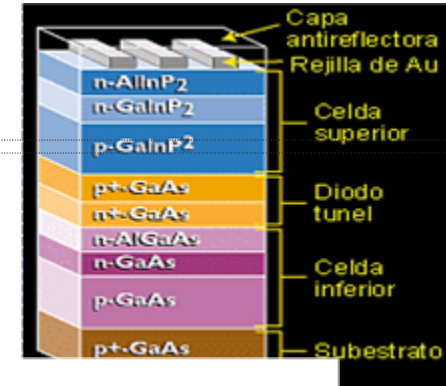 Capa
antireflectora
Rejilla de Au
n-AlInP2
n-GaInP2
p-GaInP2
Celda
superior
p+-GaAs
n+-GaAs
Diodo
tunel
n-AlGaAs
n-GaAs
p-GaAs
Celda
inferior
p+-GaAs
Substrato